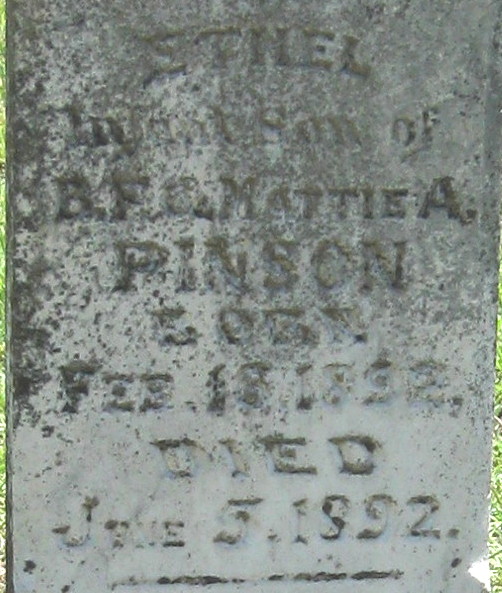 ETHEL
Infant Son of
B.F. & MATTIE A.
PINSON
BORN
FEB. 18 1892,
DIED
JUNE 5. 1892.